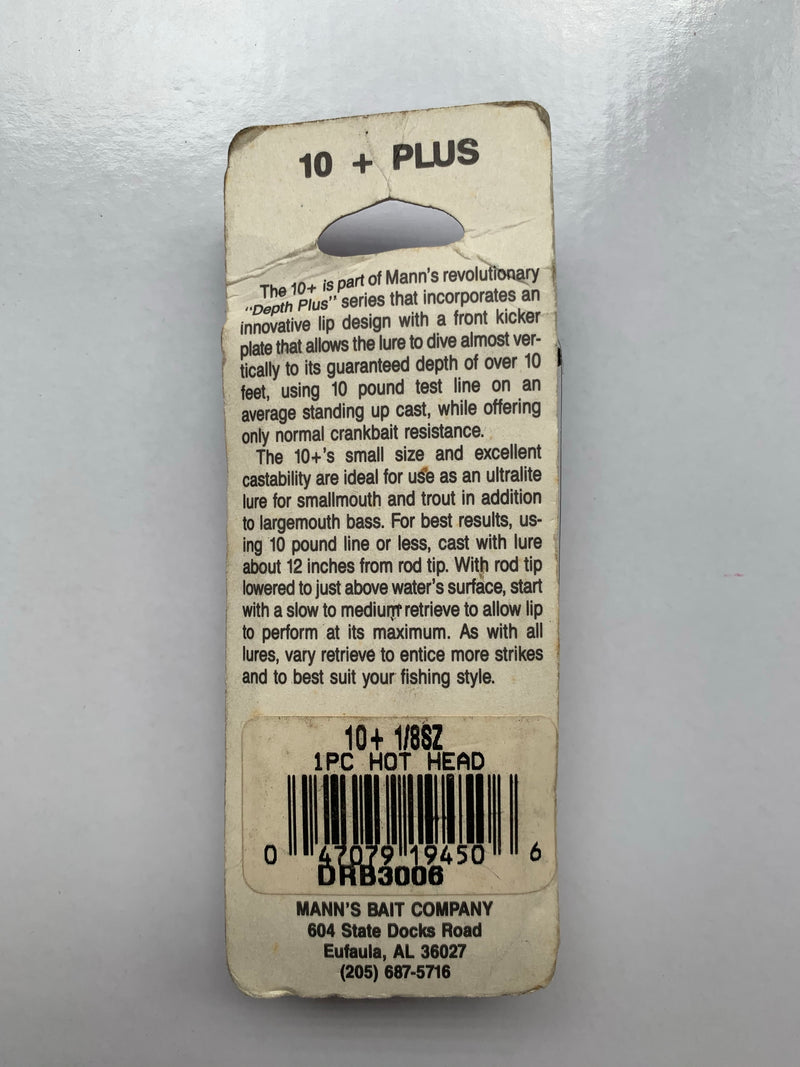 10 + PLUS
The 10+ is part of Mann's revolutionary
"Depth Plus" series that incorporates an
innovative lip design with a front kicker
plate that allows the lure to dive almost ver-
tically to its guaranteed depth of over 10
feet, using 10 pound test line on an
average standing up cast, while offering
only normal crankbait resistance.
The 10+'s small size and excellent
castability are ideal for use as an ultralite
lure for smallmouth and trout in addition
to largemouth bass. For best results, us-
ing 10 pound line or less, cast with lure
about 12 inches from rod tip. With rod tip
lowered to just above water's surface, start
with a slow to medium retrieve to allow lip
to perform at its maximum. As with all
lures, vary retrieve to entice more strikes
and to best suit your fishing style.
10+ 1/8SZ
1PC HOT HEAD
0 47079 19450 6
DRB3006
MANN'S BAIT COMPANY
604 State Docks Road
Eufaula, AL 36027
(205) 687-5716